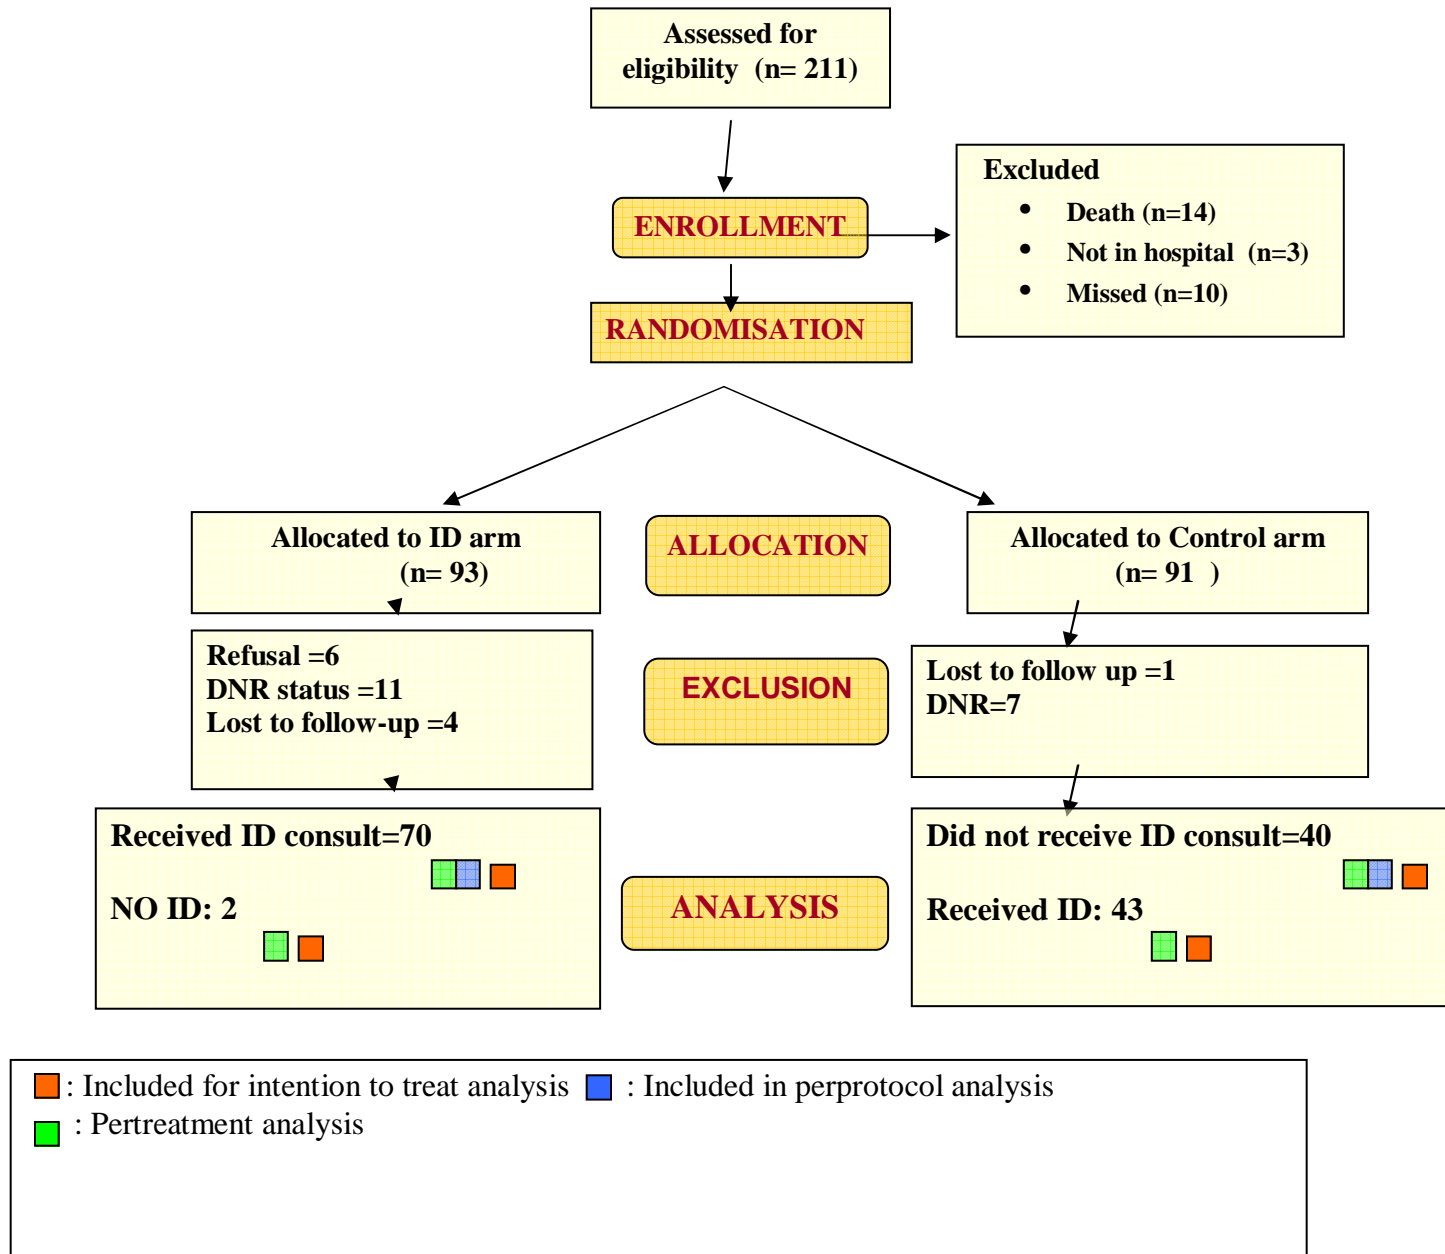 Assessed for
eligibility (n= 211)
ENROLLMENT
Excluded
• Death (n=14)
• Not in hospital (n=3)
• Missed (n=10)
RANDOMISATION
Allocated to ID arm
(n= 93)
ALLOCATION
Allocated to Control arm
(n= 91 )
Refusal =6
DNR status =11
Lost to follow-up =4
EXCLUSION
Lost to follow up =1
DNR=7
Received ID consult=70
NO ID: 2
ANALYSIS
Did not receive ID consult=40
Received ID: 43
: Included for intention to treat analysis : Included in perprotocol analysis
: Pertreatment analysis